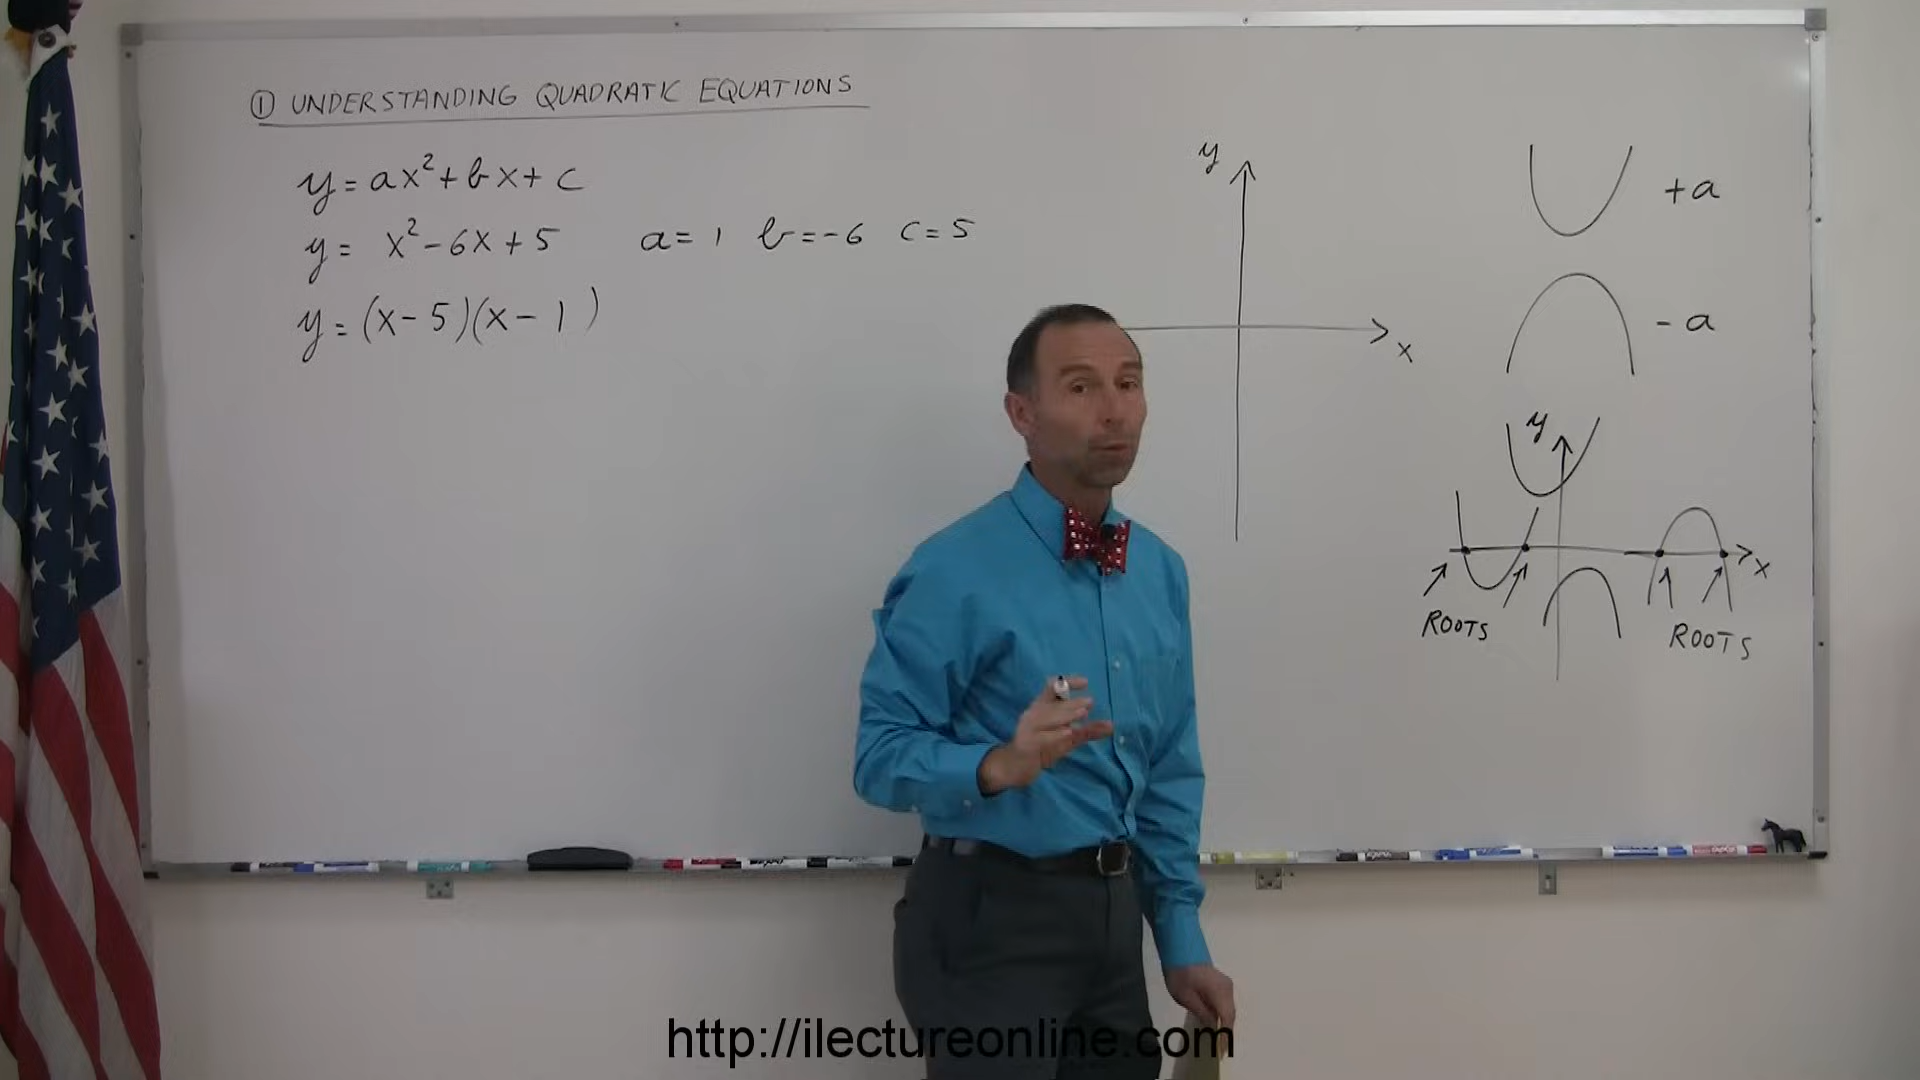 ① UNDERSTANDING QUADRATIC EQUATIONS
y = ax² + bx + c
y = x² - 6x + 5 a = 1 b = -6 c = 5
y = (x - 5)(x - 1)
y
x
+a
-a
y
x
ROOTS
ROOTS
http://ilectureonline.com